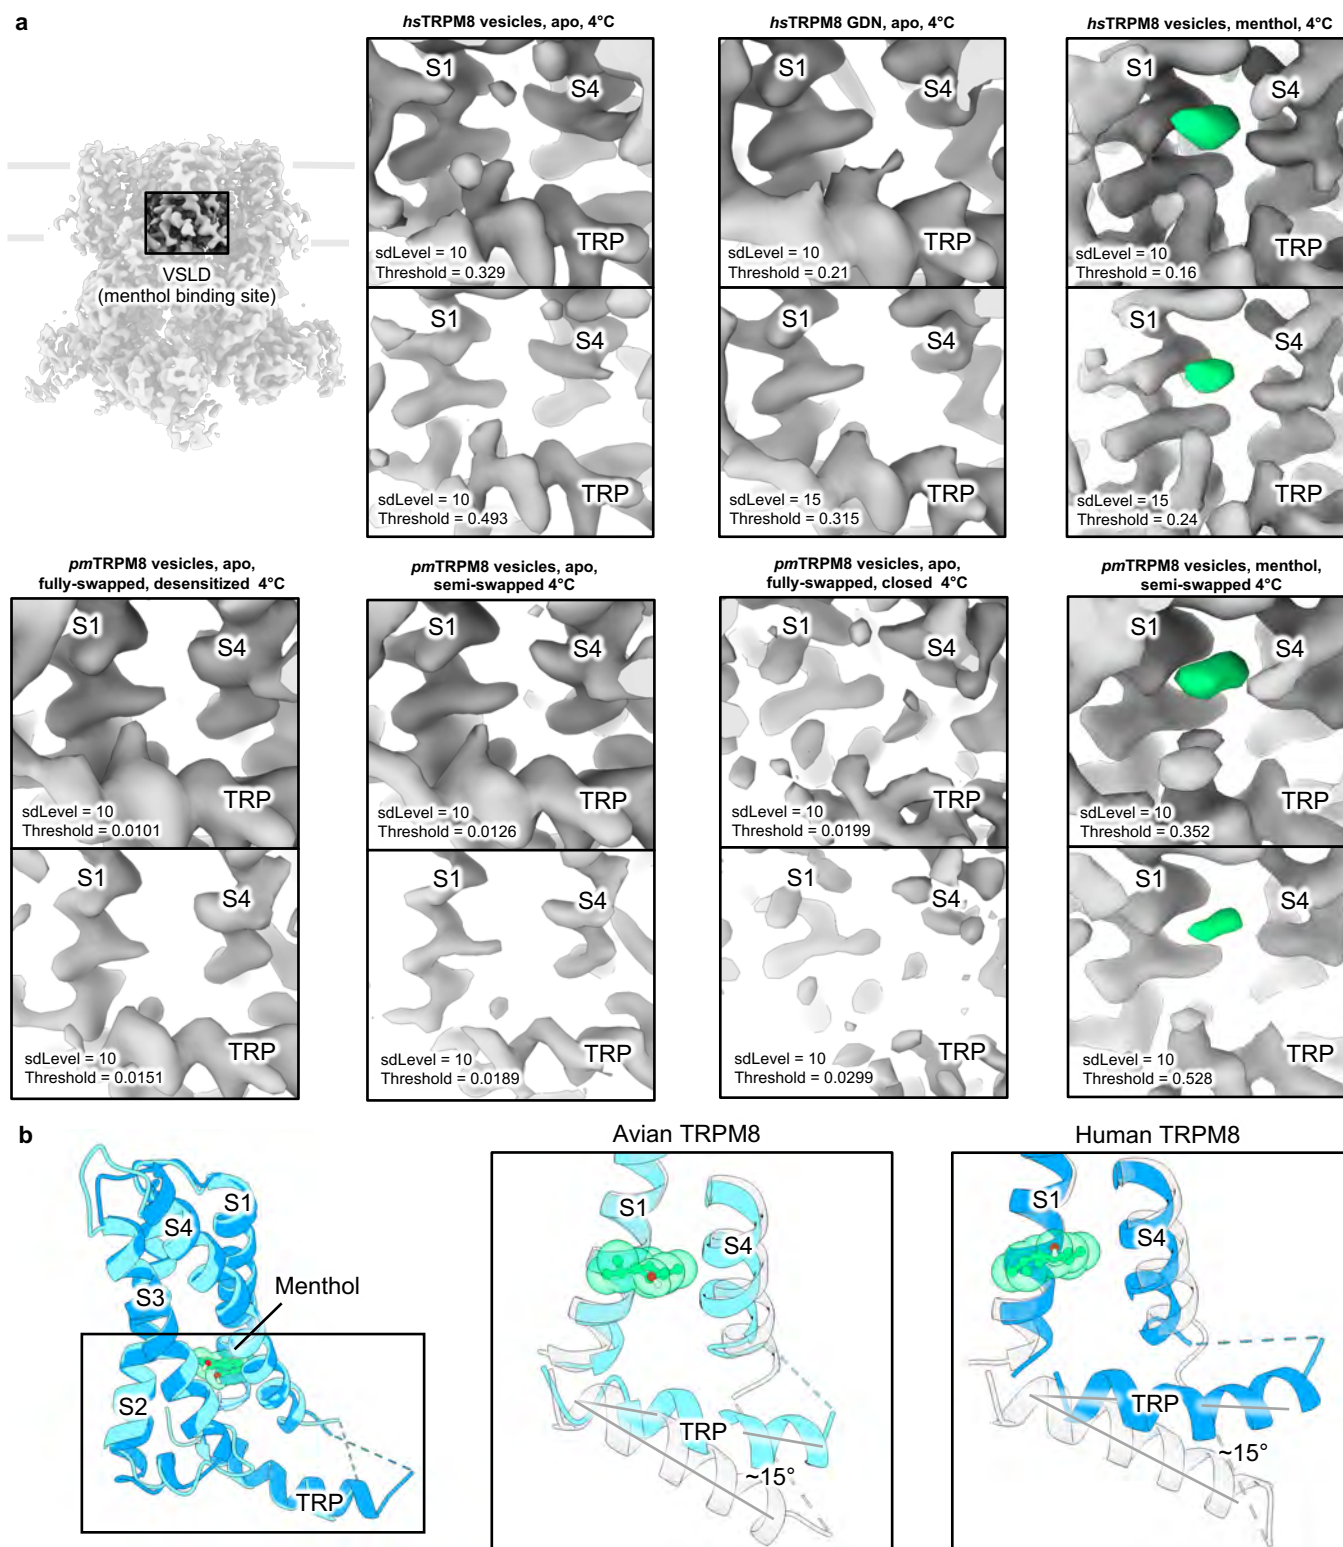 a
hsTRPM8 vesicles, apo, 4°C
hsTRPM8 GDN, apo, 4°C
hsTRPM8 vesicles, menthol, 4°C
VSLD
(menthol binding site)
S1
S4
TRP
sdLevel = 10
Threshold = 0.329
S1
S4
TRP
sdLevel = 10
Threshold = 0.21
S1
S4
TRP
sdLevel = 10
Threshold = 0.16
S1
S4
TRP
sdLevel = 10
Threshold = 0.493
S1
S4
TRP
sdLevel = 15
Threshold = 0.315
S1
S4
TRP
sdLevel = 15
Threshold = 0.24
pmTRPM8 vesicles, apo,
fully-swapped, desensitized 4°C
pmTRPM8 vesicles, apo,
semi-swapped 4°C
pmTRPM8 vesicles, apo,
fully-swapped, closed 4°C
pmTRPM8 vesicles, menthol,
semi-swapped 4°C
S1
S4
TRP
sdLevel = 10
Threshold = 0.0101
S1
S4
TRP
sdLevel = 10
Threshold = 0.0126
S1
S4
TRP
sdLevel = 10
Threshold = 0.0199
S1
S4
TRP
sdLevel = 10
Threshold = 0.352
S1
S4
TRP
sdLevel = 10
Threshold = 0.0151
S1
S4
TRP
sdLevel = 10
Threshold = 0.0189
S1
S4
TRP
sdLevel = 10
Threshold = 0.0299
S1
S4
TRP
sdLevel = 10
Threshold = 0.528
b
S1
S4
S3
Menthol
S2
TRP
Avian TRPM8
S1
S4
TRP
~15°
Human TRPM8
S1
S4
TRP
~15°